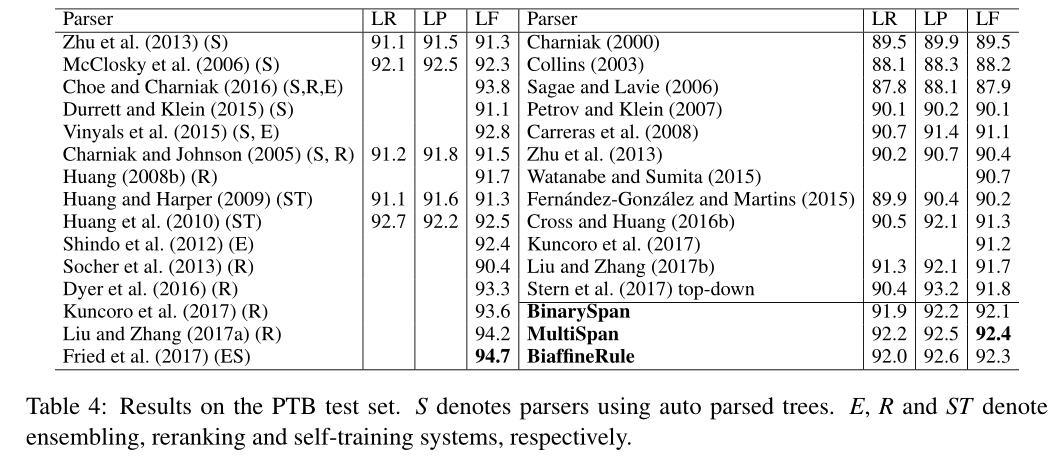 Parser LR LP LF Parser LR LP LF
Zhu et al. (2013) (S) 91.1 91.5 91.3 Charniak (2000) 89.5 89.9 89.5
McClosky et al. (2006) (S) 92.1 92.5 92.3 Collins (2003) 88.1 88.3 88.2
Choe and Charniak (2016) (S,R,E) 93.8 Sagae and Lavie (2006) 87.8 88.1 87.9
Durrett and Klein (2015) (S) 91.1 Petrov and Klein (2007) 90.1 90.2 90.1
Vinyals et al. (2015) (S, E) 92.8 Carreras et al. (2008) 90.7 91.4 91.1
Charniak and Johnson (2005) (S, R) 91.2 91.8 91.5 Zhu et al. (2013) 90.2 90.7 90.4
Huang (2008b) (R) 91.7 Watanabe and Sumita (2015) 90.7
Huang and Harper (2009) (ST) 91.1 91.6 91.3 Fernández-González and Martins (2015) 89.9 90.4 90.2
Huang et al. (2010) (ST) 92.7 92.2 92.5 Cross and Huang (2016b) 90.5 92.1 91.3
Shindo et al. (2012) (E) 92.4 Kuncoro et al. (2017) 91.2
Socher et al. (2013) (R) 90.4 Liu and Zhang (2017b) 91.3 92.1 91.7
Dyer et al. (2016) (R) 93.3 Stern et al. (2017) top-down 90.4 93.2 91.8
Kuncoro et al. (2017) (R) 93.6 BinarySpan 91.9 92.2 92.1
Liu and Zhang (2017a) (R) 94.2 MultiSpan 92.2 92.5 92.4
Fried et al. (2017) (ES) 94.7 BiaffineRule 92.0 92.6 92.3
Table 4: Results on the PTB test set. S denotes parsers using auto parsed trees. E, R and ST denote
ensembling, reranking and self-training systems, respectively.